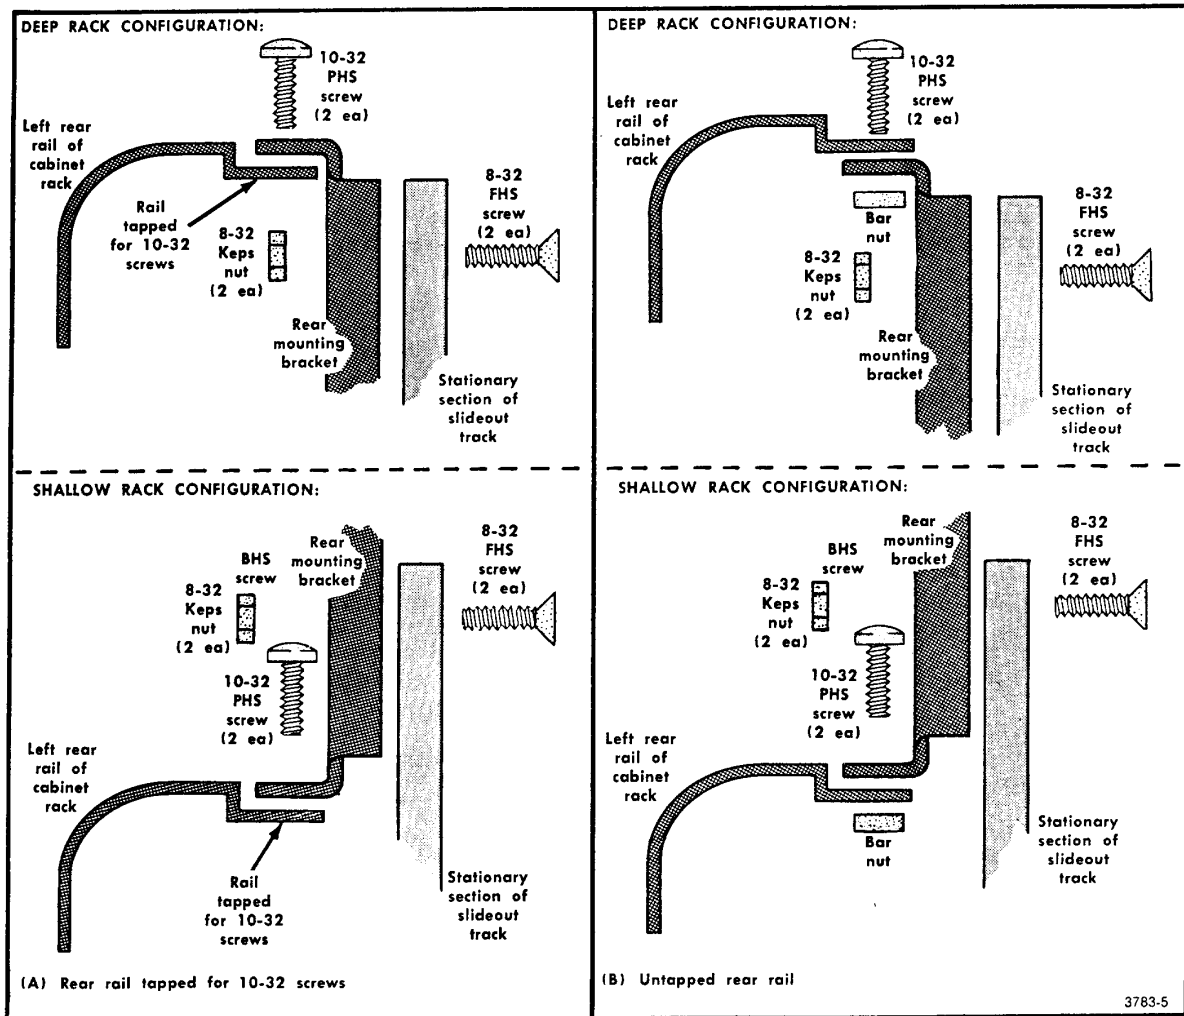 DEEP RACK CONFIGURATION:
10-32
PHS
screw
(2 ea)
Left rear
rail of
cabinet
rack
Rail
tapped
for 10-32
screws
8-32
Keps
nut
(2 ea)
8-32
FHS
screw
(2 ea)
Rear
mounting
bracket
Stationary
section of
slideout
track
SHALLOW RACK CONFIGURATION:
Rear
mounting
bracket
BHS
screw
8-32
Keps
nut
(2 ea)
8-32
FHS
screw
(2 ea)
10-32
PHS
screw
(2 ea)
Left rear
rail of
cabinet
rack
Rail
tapped
for 10-32
screws
Stationary
section of
slideout
track
(A) Rear rail tapped for 10-32 screws
DEEP RACK CONFIGURATION:
10-32
PHS
screw
(2 ea)
Left rear
rail of
cabinet
rack
Bar
nut
8-32
Keps
nut
(2 ea)
8-32
FHS
screw
(2 ea)
Rear
mounting
bracket
Stationary
section of
slideout
track
SHALLOW RACK CONFIGURATION:
Rear
mounting
bracket
BHS
screw
8-32
Keps
nut
(2 ea)
8-32
FHS
screw
(2 ea)
10-32
PHS
screw
(2 ea)
Left rear
rail of
cabinet
rack
Bar
nut
Stationary
section of
slideout
track
(B) Untapped rear rail
3783-5